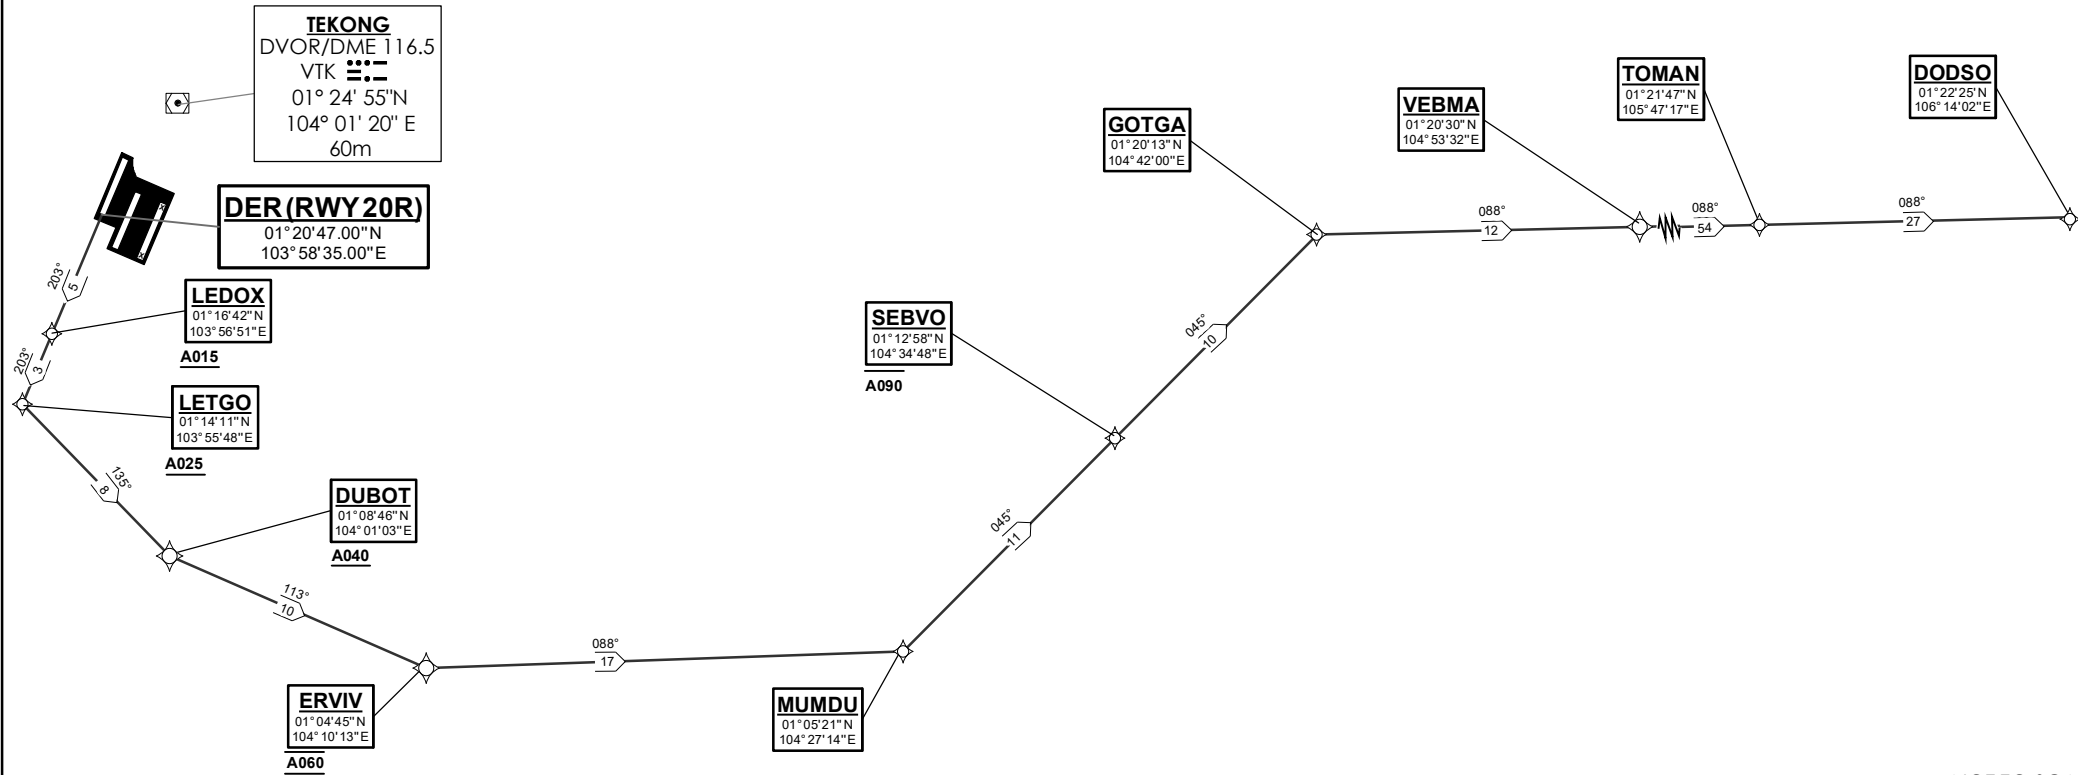 TEKONG
DVOR/DME 116.5
VTK
01° 24' 55"N
104° 01' 20" E
60m
DER (RWY 20R)
01°20'47.00"N
103°58'35.00"E
203°
5
LEDOX
01°16'42"N
103°56'51"E
A015
203°
3
LETGO
01°14'11"N
103°55'48"E
A025
135°
8
DUBOT
01°08'46"N
104°01'03"E
A040
113°
10
ERVIV
01°04'45"N
104°10'13"E
A060
088°
17
MUMDU
01°05'21"N
104°27'14"E
045°
11
SEBVO
01°12'58"N
104°34'48"E
A090
045°
10
GOTGA
01°20'13"N
104°42'00"E
088°
12
VEBMA
01°20'30"N
104°53'32"E
088°
54
TOMAN
01°21'47"N
105°47'17"E
088°
27
DODSO
01°22'25'N
106°14'02"E